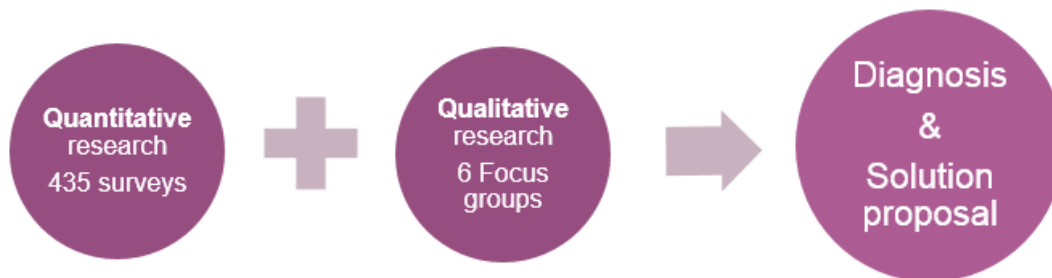 Quantitative
research
435 surveys
Qualitative
research
6 Focus
groups
Diagnosis
&
Solution
proposal